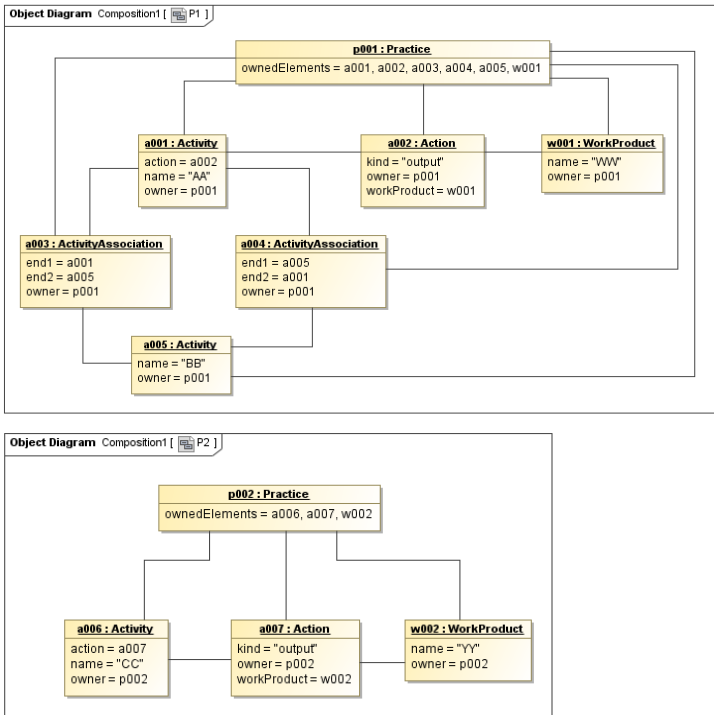 Object Diagram Composition1 [ P1 ]
p001 : Practice
ownedElements = a001, a002, a003, a004, a005, w001
a001 : Activity
action = a002
name = "AA"
owner = p001
a002 : Action
kind = "output"
owner = p001
workProduct = w001
w001 : WorkProduct
name = "WW"
owner = p001
a003 : ActivityAssociation
end1 = a001
end2 = a005
owner = p001
a004 : ActivityAssociation
end1 = a005
end2 = a001
owner = p001
a005 : Activity
name = "BB"
owner = p001
Object Diagram Composition1 [ P2 ]
p002 : Practice
ownedElements = a006, a007, w002
a006 : Activity
action = a007
name = "CC"
owner = p002
a007 : Action
kind = "output"
owner = p002
workProduct = w002
w002 : WorkProduct
name = "YY"
owner = p002